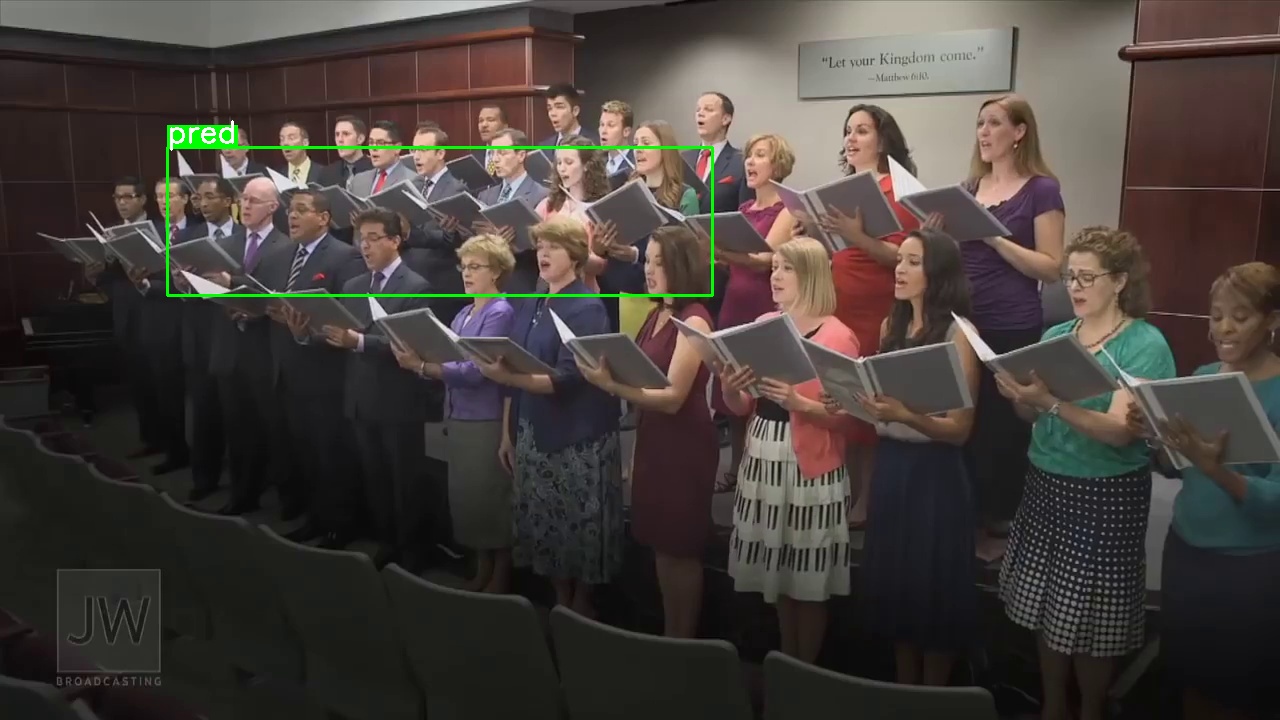 pred
“Let your Kingdom come.”
—Matthew 6:10.
JW
BROADCASTING